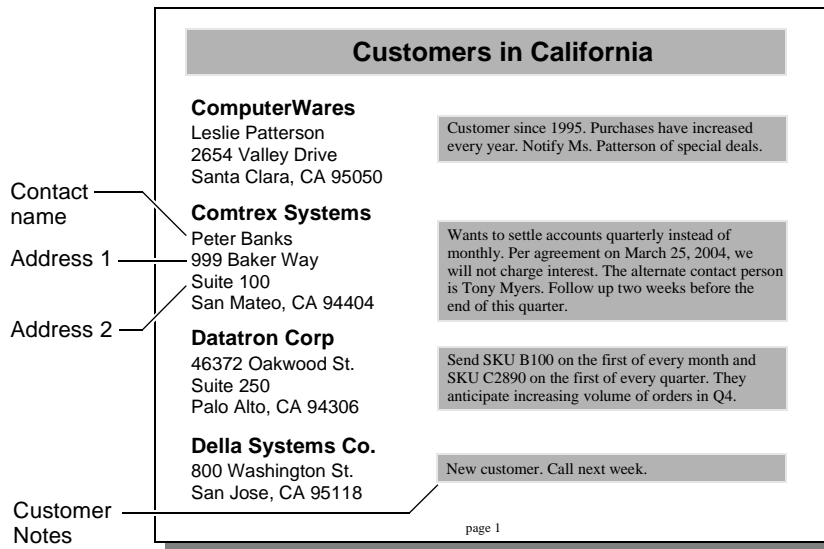 Customers in California
ComputerWares
Leslie Patterson
2654 Valley Drive
Santa Clara, CA 95050
Customer since 1995. Purchases have increased
every year. Notify Ms. Patterson of special deals.
Contact
name
Address 1
Address 2
Comtrex Systems
Peter Banks
999 Baker Way
Suite 100
San Mateo, CA 94404
Wants to settle accounts quarterly instead of
monthly. Per agreement on March 25, 2004, we
will not charge interest. The alternate contact person
is Tony Myers. Follow up two weeks before the
end of this quarter.
Datatron Corp
46372 Oakwood St.
Suite 250
Palo Alto, CA 94306
Send SKU B100 on the first of every month and
SKU C2890 on the first of every quarter. They
anticipate increasing volume of orders in Q4.
Della Systems Co.
800 Washington St.
San Jose, CA 95118
New customer. Call next week.
Customer
Notes
page 1